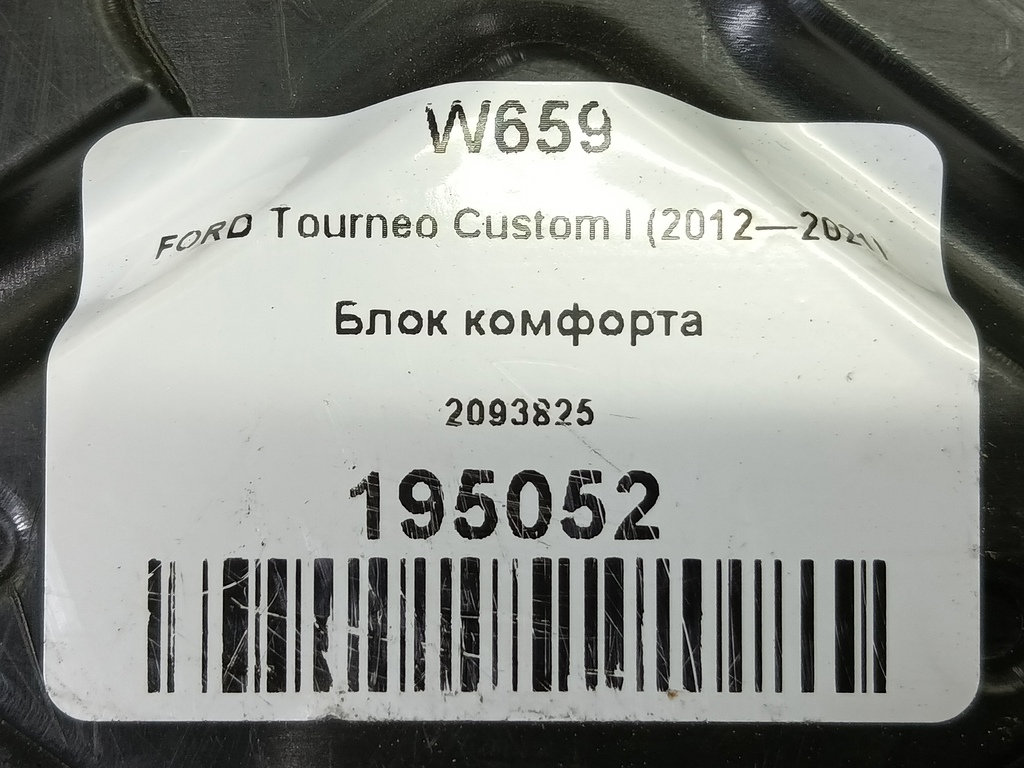 W659
FORD Tourneo Custom I (2012—2021)
Блок комфорта
2093825
195052